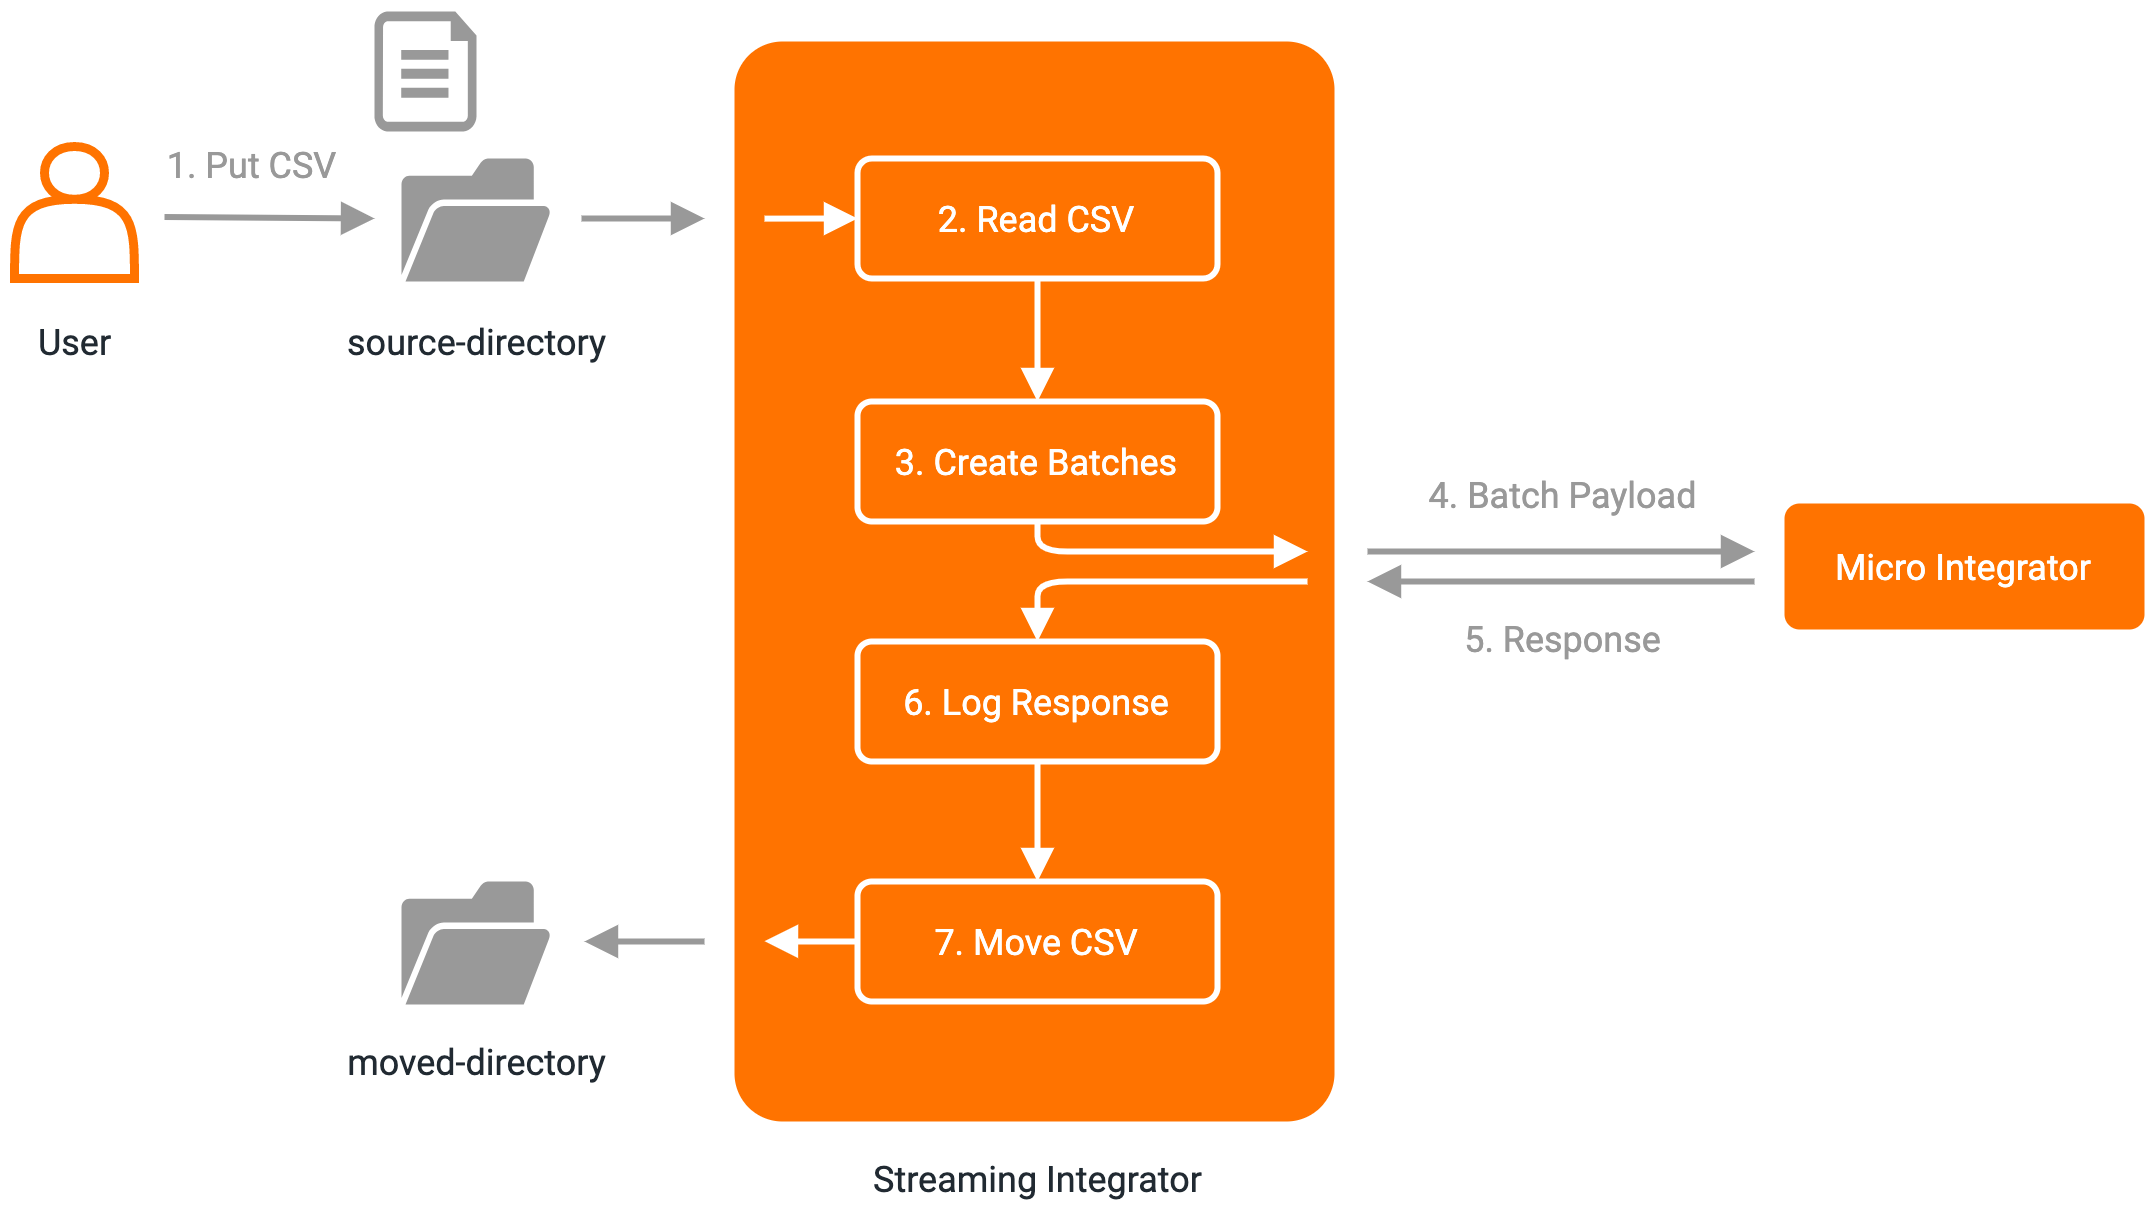 1. Put CSV
User
source-directory
2. Read CSV
3. Create Batches
4. Batch Payload
Micro Integrator
5. Response
6. Log Response
7. Move CSV
moved-directory
Streaming Integrator